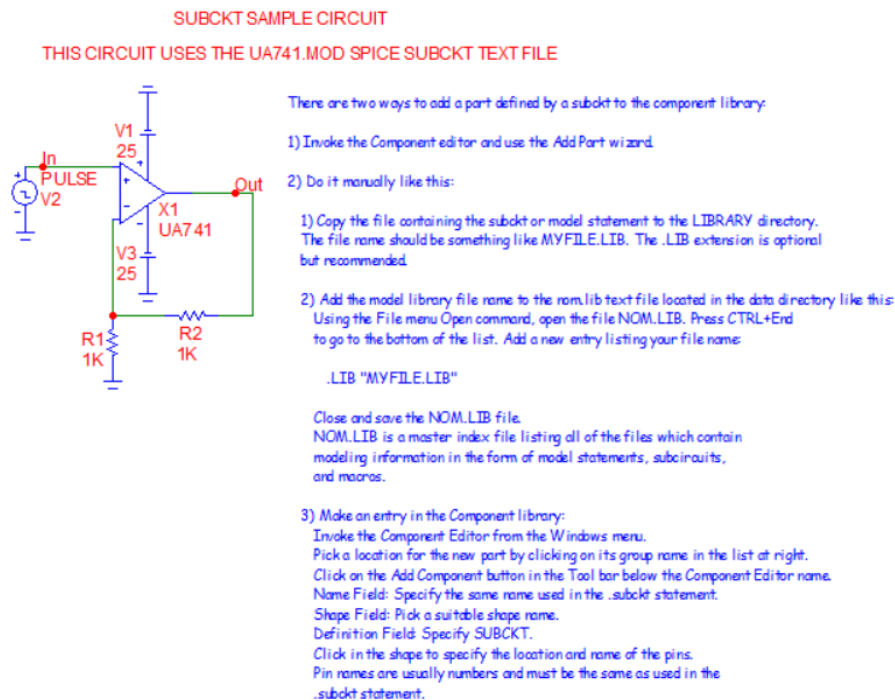 SUBCKT SAMPLE CIRCUIT
THIS CIRCUIT USES THE UA741.MOD SPICE SUBCKT TEXT FILE
V1
25
In
PULSE
V2
Out
X1
UA741
V3
25
R1
1K
R2
1K
There are two ways to add a part defined by a subckt to the component library:
1) Invoke the Component editor and use the Add Part wizard.
2) Do it manually like this:
1) Copy the file containing the subckt or model statement to the LIBRARY directory.
The file name should be something like MYFILE.LIB. The .LIB extension is optional
but recommended.
2) Add the model library file name to the nom.lib text file located in the data directory like this:
Using the File menu Open command, open the file NOM.LIB. Press CTRL+End
to go to the bottom of the list. Add a new entry listing your file name:
.LIB "MYFILE.LIB"
Close and save the NOM.LIB file.
NOM.LIB is a master index file listing all of the files which contain
modeling information in the form of model statements, subcircuits,
and macros.
3) Make an entry in the Component library:
Invoke the Component Editor from the Windows menu.
Pick a location for the new part by clicking on its group name in the list at right.
Click on the Add Component button in the Tool bar below the Component Editor name.
Name Field: Specify the same name used in the .subckt statement.
Shape Field: Pick a suitable shape name.
Definition Field: Specify SUBCKT.
Click in the shape to specify the location and name of the pins.
Pin names are usually numbers and must be the same as used in the
.subckt statement.